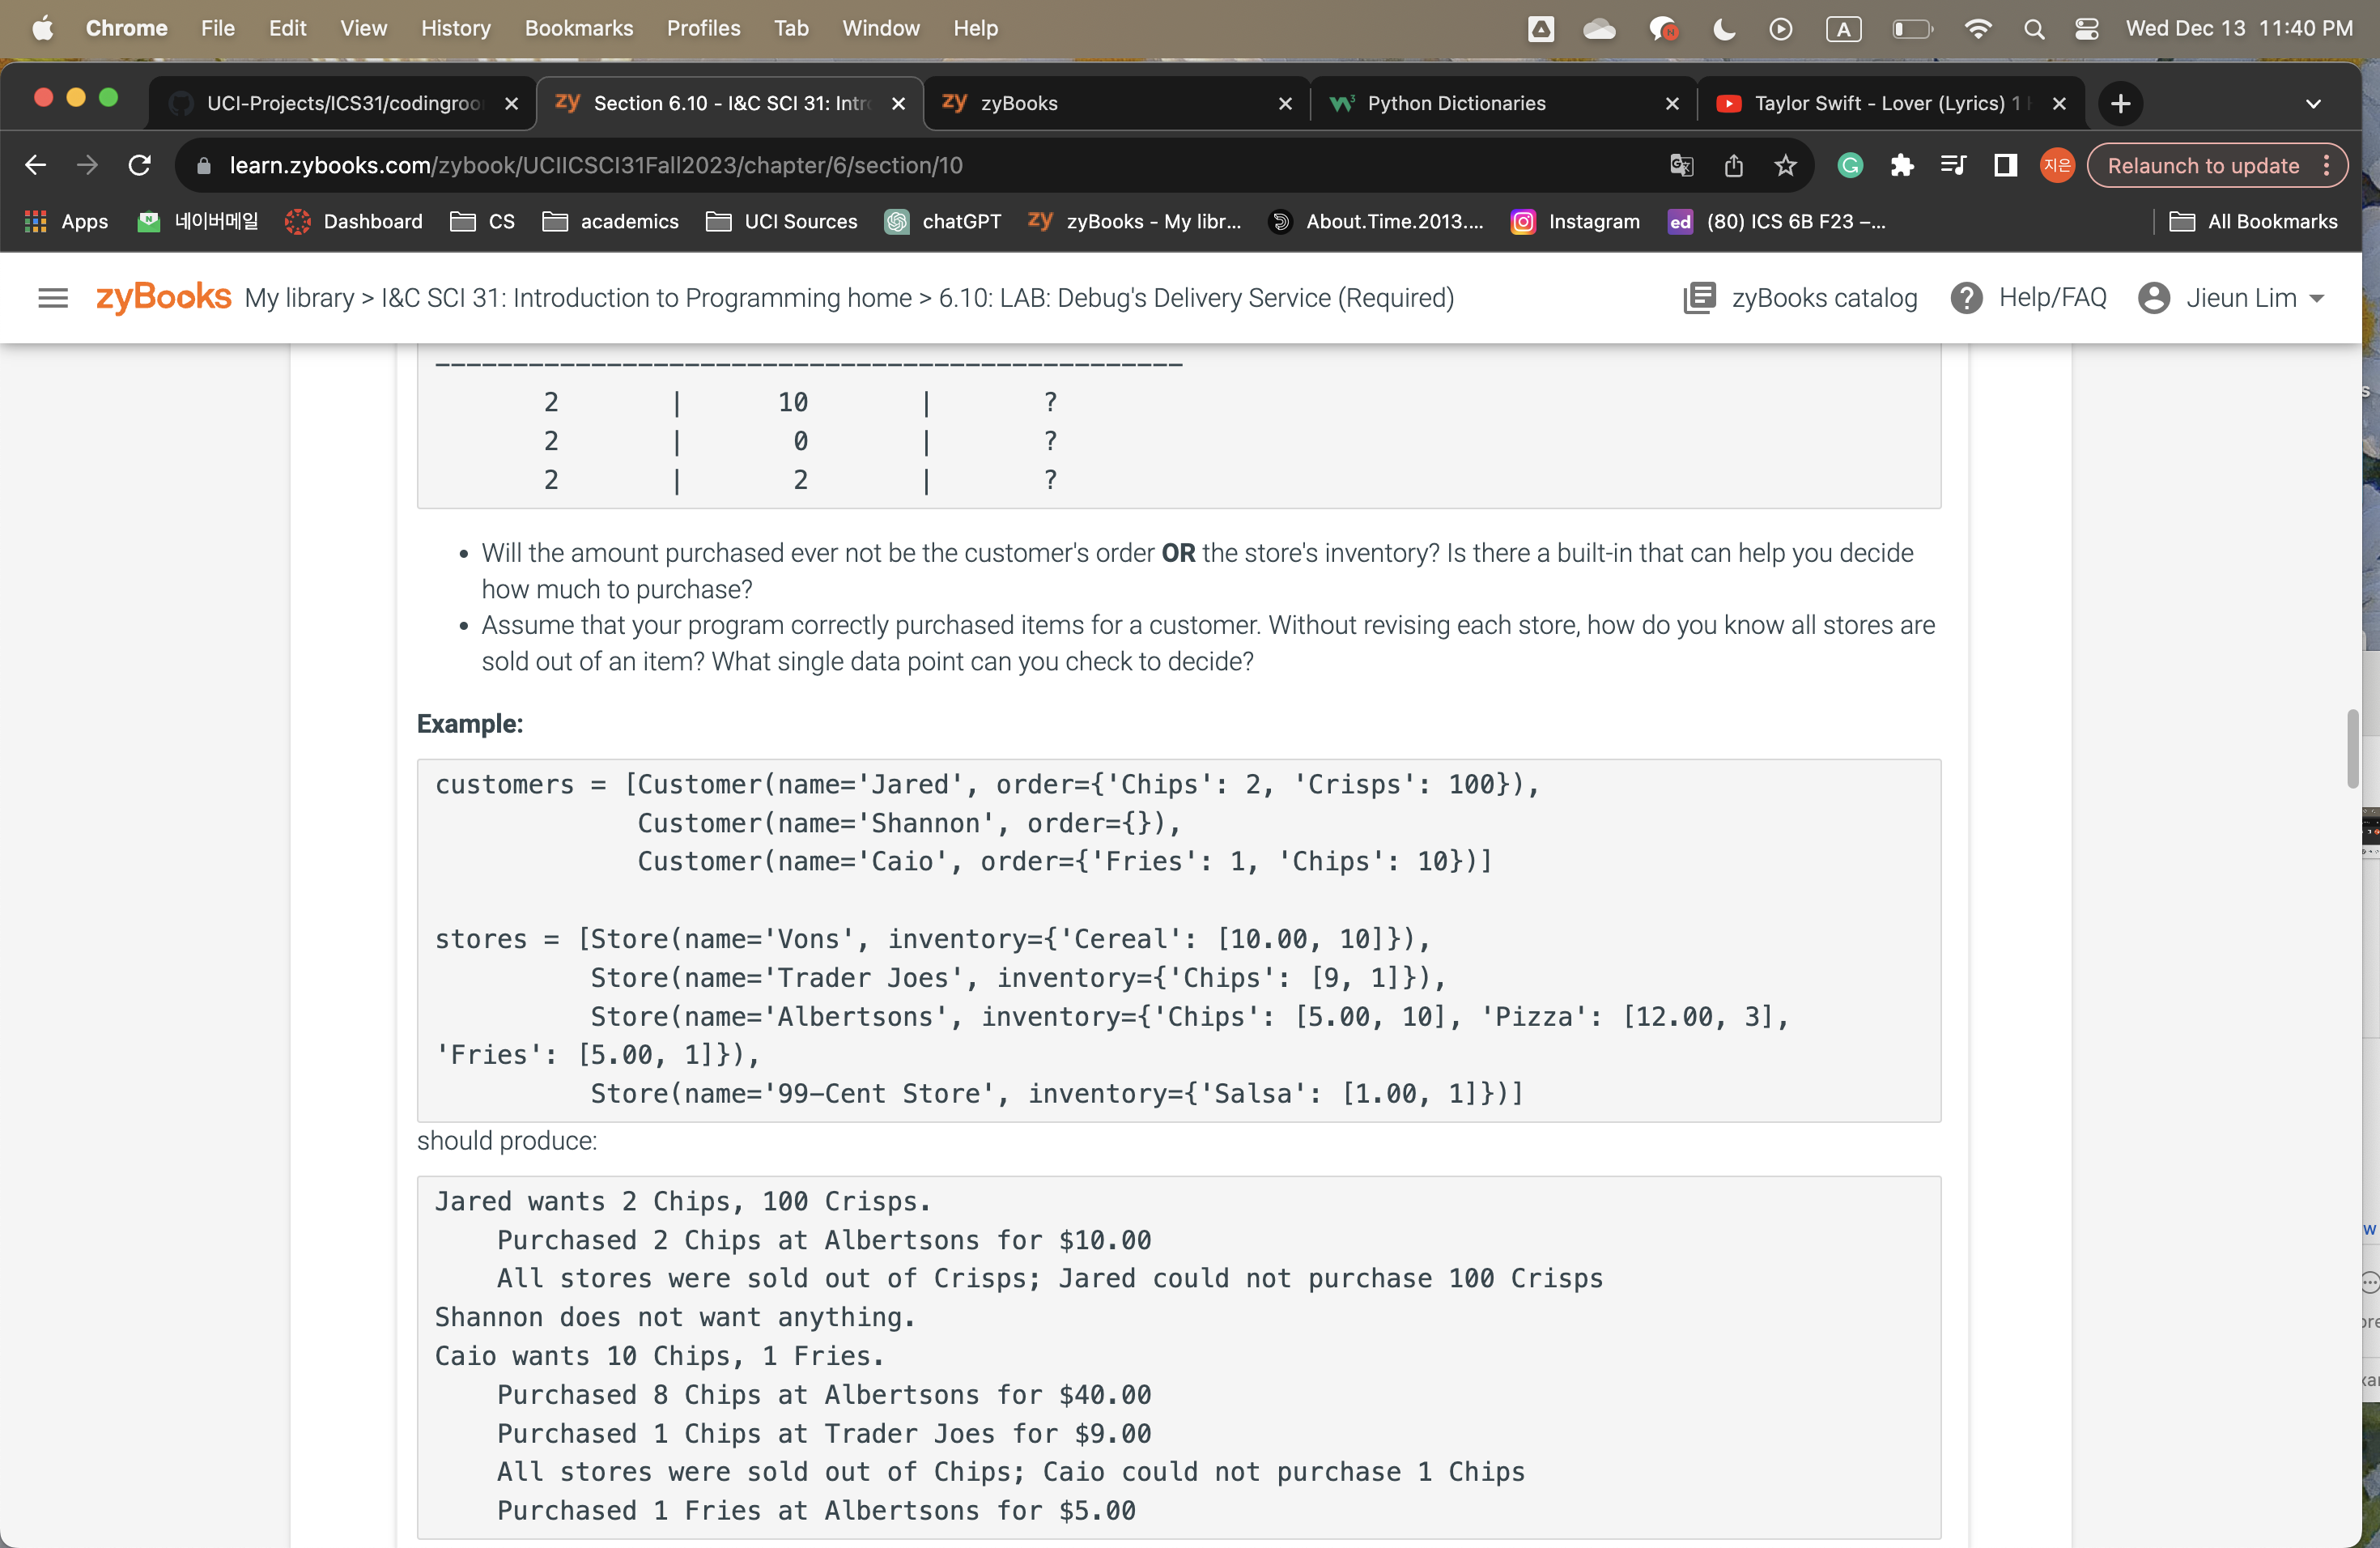 Chrome File Edit View History Bookmarks Profiles Tab Window Help A Wed Dec 13 11:40 PM
UCI-Projects/ICS31/codingroo zy Section 6.10 - I&C SCI 31: Intr zy zyBooks Python Dictionaries Taylor Swift - Lover (Lyrics) 1
learn.zybooks.com/zybook/UCIICSCI31Fall2023/chapter/6/section/10 지은 Relaunch to update
Apps 네이버메일 Dashboard CS academics UCI Sources chatGPT zy zyBooks - My libr... About.Time.2013.... Instagram ed (80) ICS 6B F23 –... All Bookmarks
zyBooks My library > I&C SCI 31: Introduction to Programming home > 6.10: LAB: Debug's Delivery Service (Required) zyBooks catalog Help/FAQ Jieun Lim
------------------------------------------------
2 | 10 | ?
2 | 0 | ?
2 | 2 | ?
• Will the amount purchased ever not be the customer's order OR the store's inventory? Is there a built-in that can help you decide
how much to purchase?
• Assume that your program correctly purchased items for a customer. Without revising each store, how do you know all stores are
sold out of an item? What single data point can you check to decide?
Example:
customers = [Customer(name='Jared', order={'Chips': 2, 'Crisps': 100}),
Customer(name='Shannon', order={}),
Customer(name='Caio', order={'Fries': 1, 'Chips': 10})]
stores = [Store(name='Vons', inventory={'Cereal': [10.00, 10]}),
Store(name='Trader Joes', inventory={'Chips': [9, 1]}),
Store(name='Albertsons', inventory={'Chips': [5.00, 10], 'Pizza': [12.00, 3],
'Fries': [5.00, 1]}),
Store(name='99-Cent Store', inventory={'Salsa': [1.00, 1]})]
should produce:
Jared wants 2 Chips, 100 Crisps.
Purchased 2 Chips at Albertsons for $10.00
All stores were sold out of Crisps; Jared could not purchase 100 Crisps
Shannon does not want anything.
Caio wants 10 Chips, 1 Fries.
Purchased 8 Chips at Albertsons for $40.00
Purchased 1 Chips at Trader Joes for $9.00
All stores were sold out of Chips; Caio could not purchase 1 Chips
Purchased 1 Fries at Albertsons for $5.00